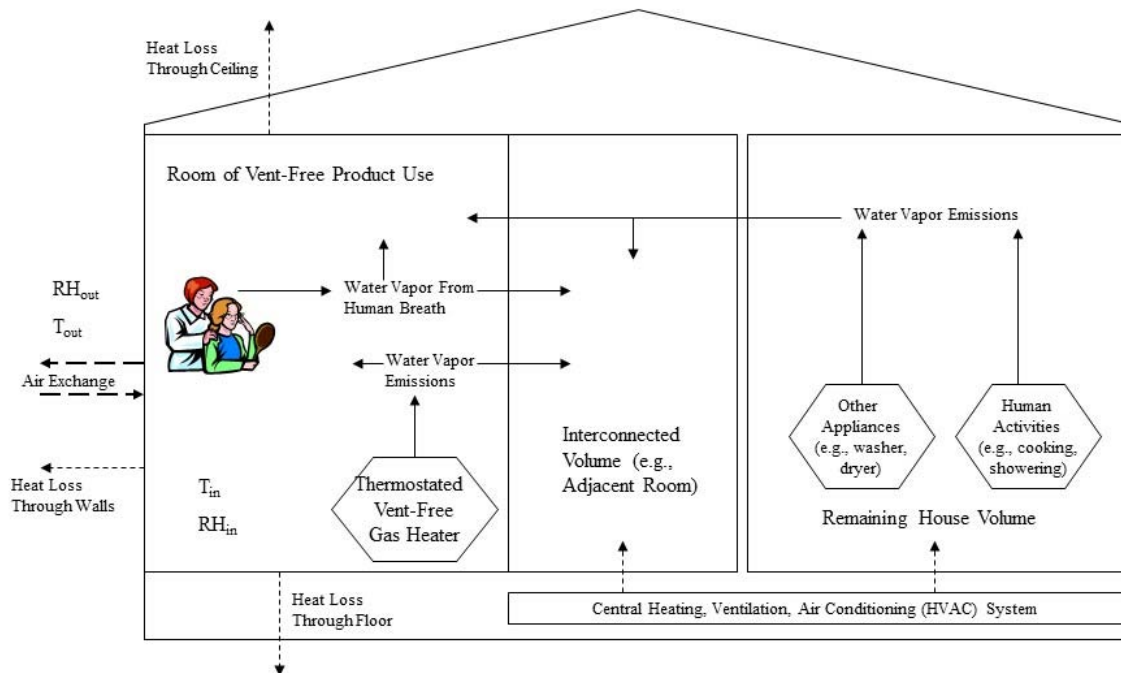 Heat Loss
Through Ceiling
Room of Vent-Free Product Use
Water Vapor Emissions
RH_out
T_out
Water Vapor From
Human Breath
Air Exchange
Water Vapor
Emissions
Other
Appliances
(e.g., washer,
dryer)
Human
Activities
(e.g., cooking,
showering)
Interconnected
Volume (e.g.,
Adjacent Room)
Heat Loss
Through Walls
T_in
RH_in
Thermostated
Vent-Free
Gas Heater
Remaining House Volume
Heat Loss
Through Floor
Central Heating, Ventilation, Air Conditioning (HVAC) System